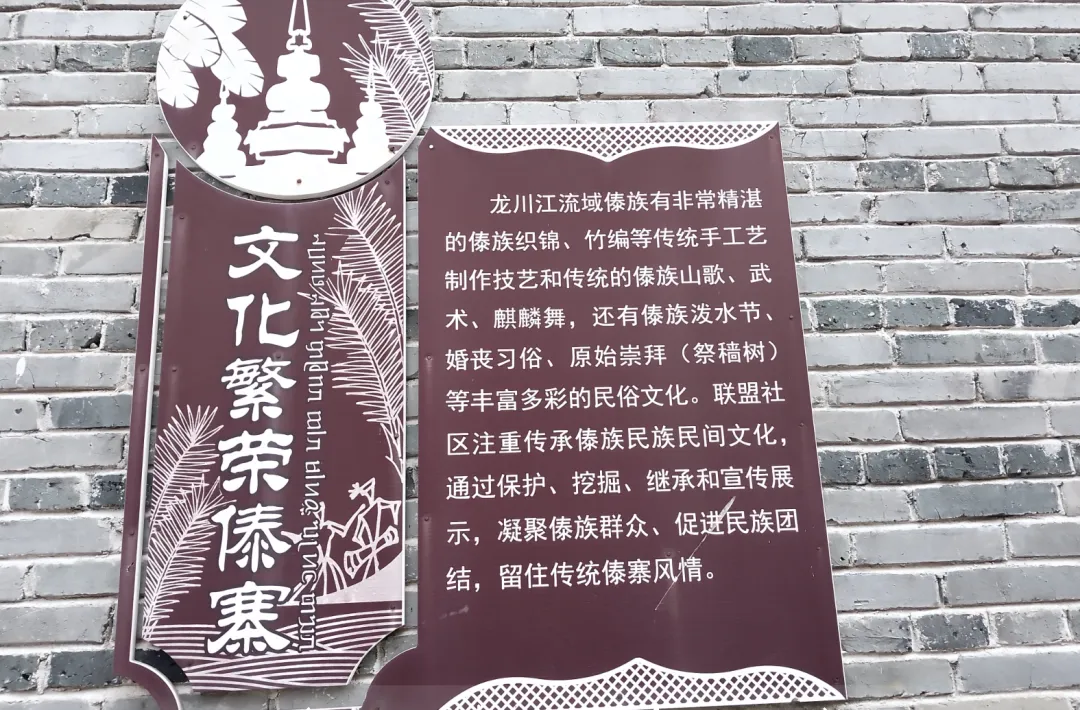 文化繁荣傣寨
龙川江流域傣族有非常精湛
的傣族织锦、竹编等传统手工艺
制作技艺和传统的傣族山歌、武
术、麒麟舞，还有傣族泼水节、
婚丧习俗、原始崇拜（祭穑树）
等丰富多彩的民俗文化。联盟社
区注重传承傣族民族民间文化，
通过保护、挖掘、继承和宣传展
示，凝聚傣族群众、促进民族团
结，留住传统傣寨风情。